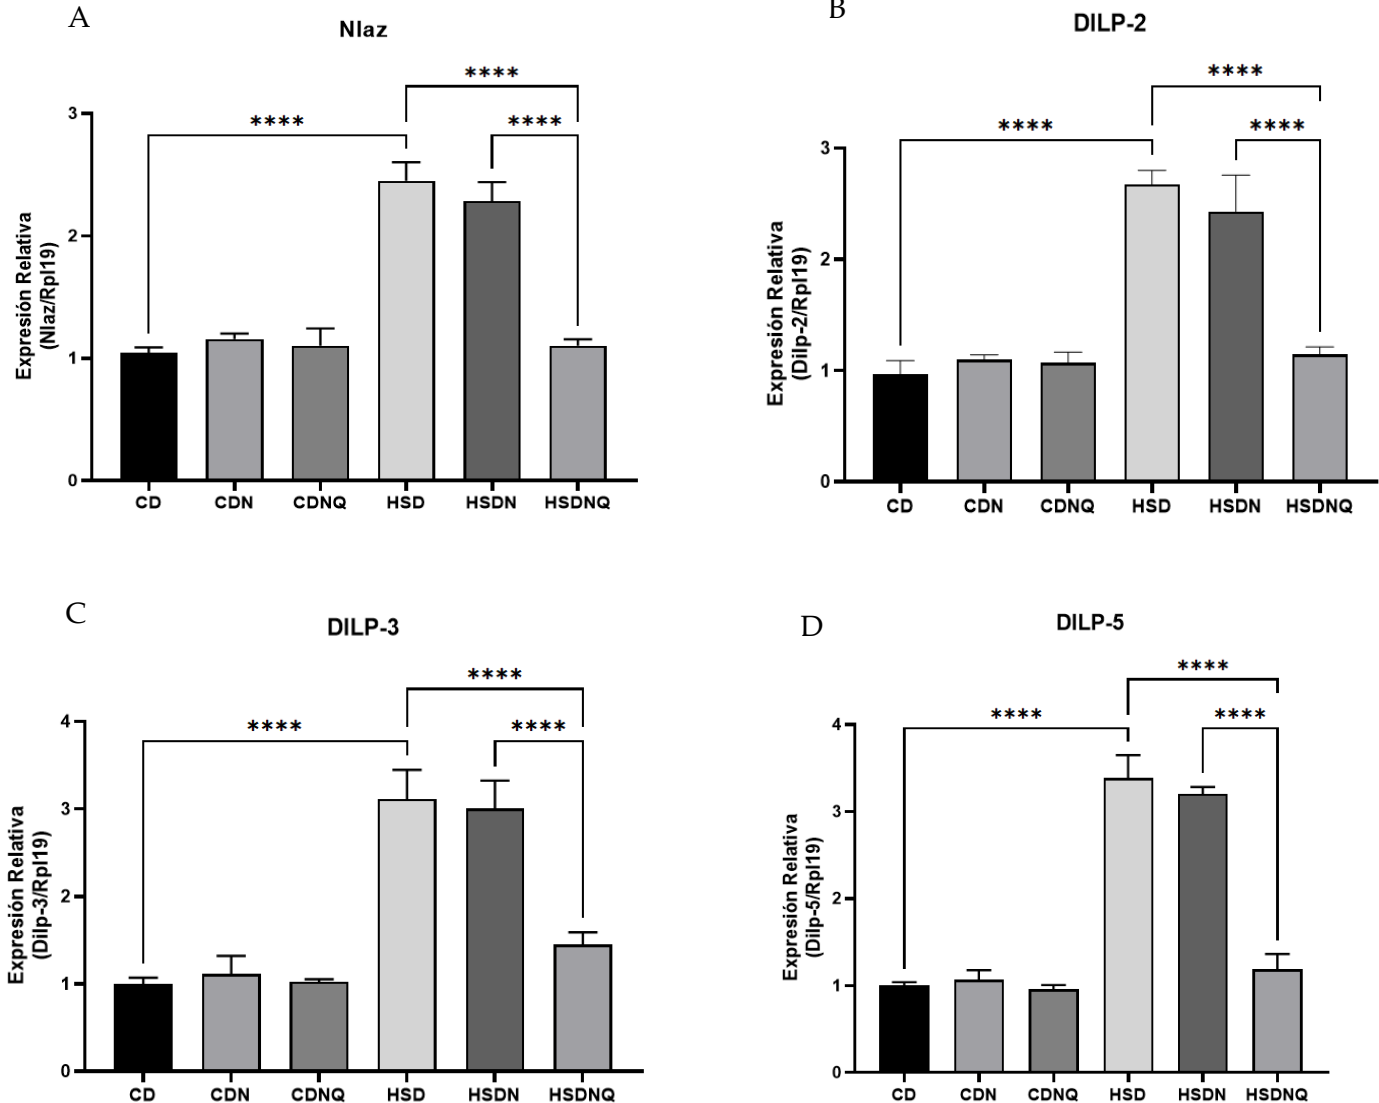 A
Nlaz
****
****
****
3
2
1
0
Expresión Relativa
(Nlaz/Rpl19)
CD CDN CDNQ HSD HSDN HSDNQ
B
DILP-2
****
****
****
3
2
1
0
Expresión Relativa
(Dilp-2/Rpl19)
CD CDN CDNQ HSD HSDN HSDNQ
C
DILP-3
****
****
****
4
3
2
1
0
Expresión Relativa
(Dilp-3/Rpl19)
CD CDN CDNQ HSD HSDN HSDNQ
D
DILP-5
****
****
****
4
3
2
1
0
Expresión Relativa
(Dilp-5/Rpl19)
CD CDN CDNQ HSD HSDN HSDNQ